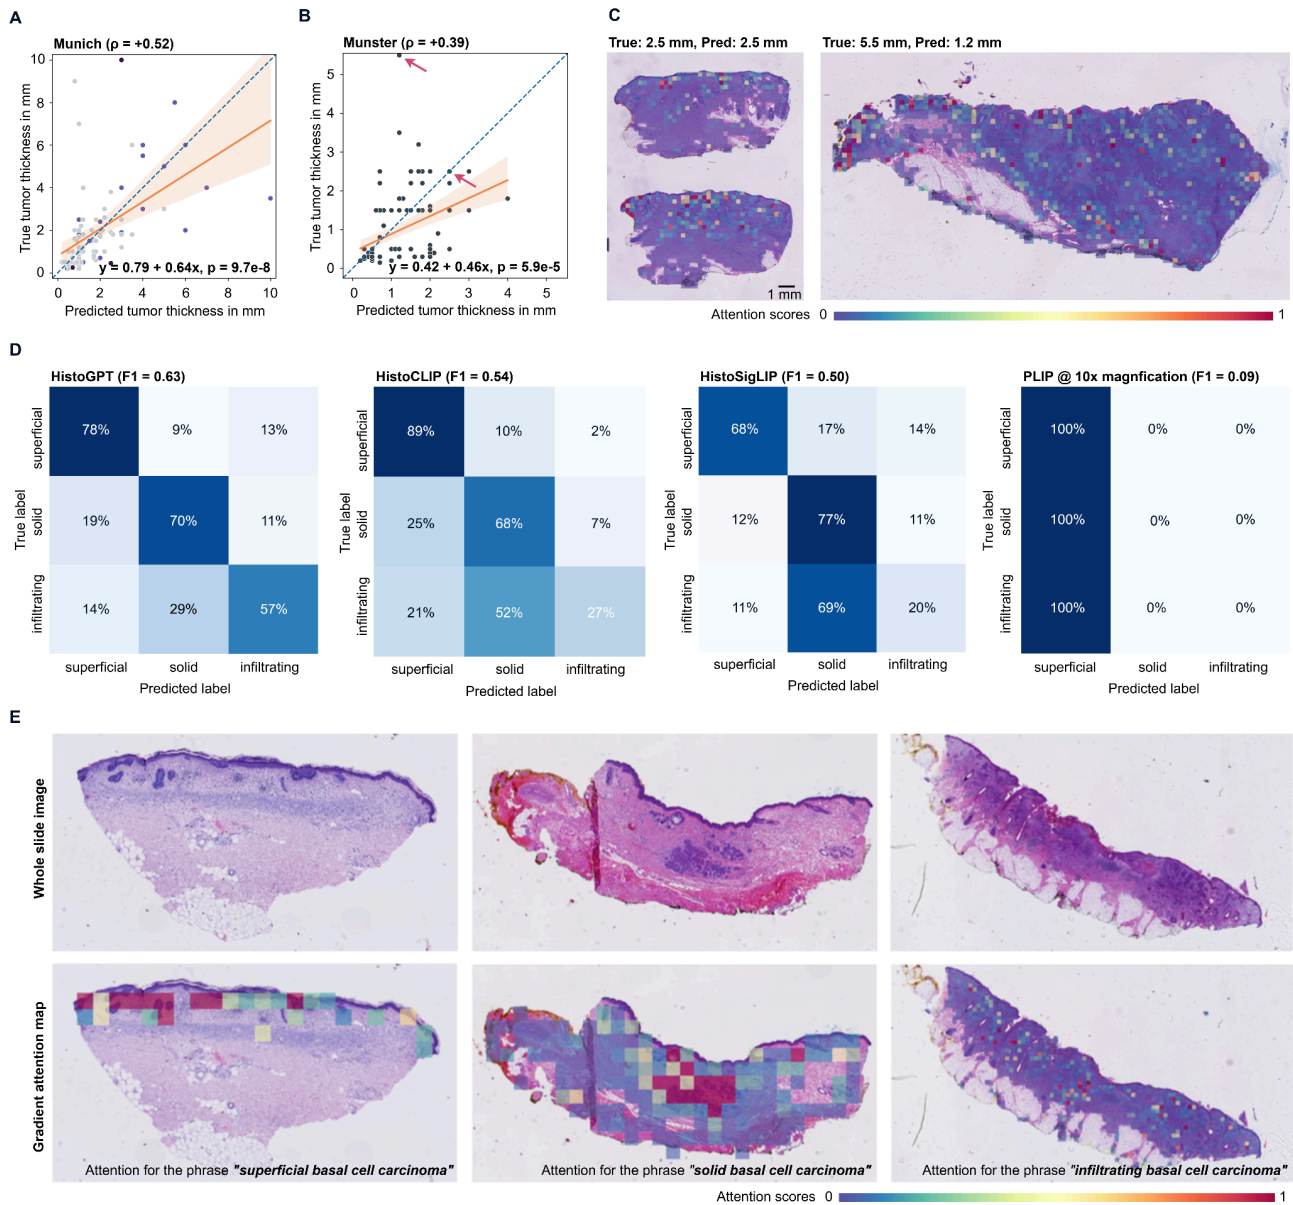 A
B
C
Munich (ρ = +0.52)
Munster (ρ = +0.39)
True: 2.5 mm, Pred: 2.5 mm
True: 5.5 mm, Pred: 1.2 mm
True tumor thickness in mm
10
8
6
4
2
0
y = 0.79 + 0.64x, p = 9.7e-8
0 2 4 6 8 10
Predicted tumor thickness in mm
True tumor thickness in mm
5
4
3
2
1
0
y = 0.42 + 0.46x, p = 5.9e-5
0 1 2 3 4 5
Predicted tumor thickness in mm
1 mm
Attention scores 0 1
D
HistoGPT (F1 = 0.63)
True label
superficial
solid
infiltrating
78% 9% 13%
19% 70% 11%
14% 29% 57%
superficial solid infiltrating
Predicted label
HistoCLIP (F1 = 0.54)
True label
superficial
solid
infiltrating
89% 10% 2%
25% 68% 7%
21% 52% 27%
superficial solid infiltrating
Predicted label
HistoSigLIP (F1 = 0.50)
True label
superficial
solid
infiltrating
68% 17% 14%
12% 77% 11%
11% 69% 20%
superficial solid infiltrating
Predicted label
PLIP @ 10x magnfication (F1 = 0.09)
True label
superficial
solid
infiltrating
100% 0% 0%
100% 0% 0%
100% 0% 0%
superficial solid infiltrating
Predicted label
E
Whole slide image
Gradient attention map
Attention for the phrase "superficial basal cell carcinoma"
Attention for the phrase "solid basal cell carcinoma"
Attention for the phrase "infiltrating basal cell carcinoma"
Attention scores 0 1